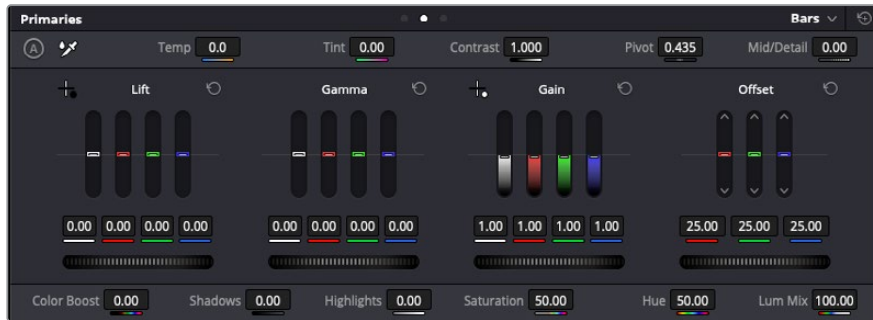 Primaries Bars
A Temp 0.0 Tint 0.00 Contrast 1.000 Pivot 0.435 Mid/Detail 0.00
Lift Gamma Gain Offset
0.00 0.00 0.00 0.00 0.00 0.00 0.00 0.00 1.00 1.00 1.00 1.00 25.00 25.00 25.00
Color Boost 0.00 Shadows 0.00 Highlights 0.00 Saturation 50.00 Hue 50.00 Lum Mix 100.00